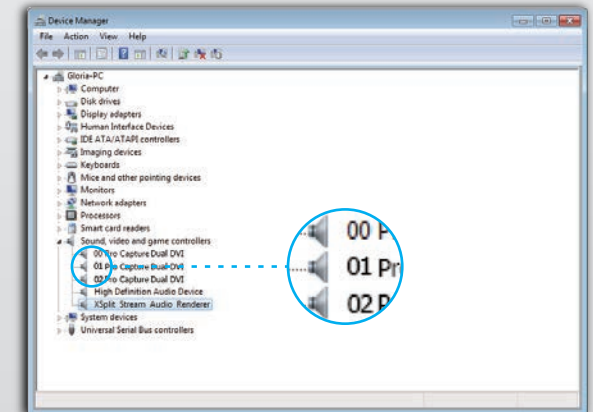 Device Manager
File Action View Help
Gloria-PC
Computer
Disk drives
Display adapters
Human Interface Devices
IDE ATA/ATAPI controllers
Imaging devices
Keyboards
Mice and other pointing devices
Monitors
Network adapters
Processors
Smart card readers
Sound, video and game controllers
00 Pro Capture Dual DVI
01 Pro Capture Dual DVI
02 Pro Capture Dual DVI
High Definition Audio Device
XSplit Stream Audio Renderer
System devices
Universal Serial Bus controllers
00 P
01 Pr
02 P